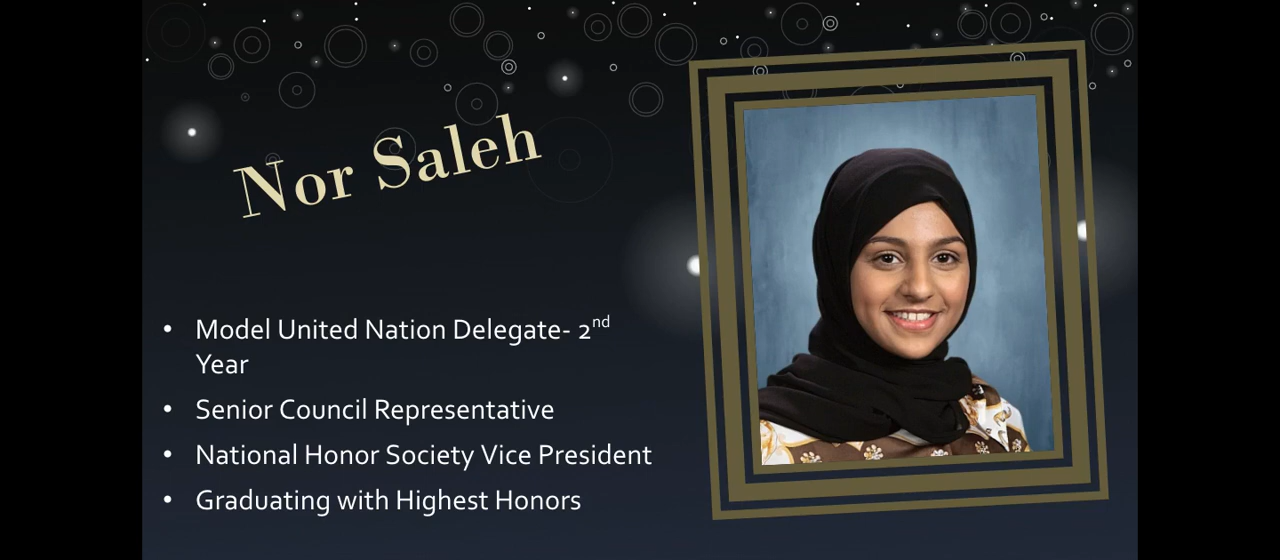 Nor Saleh
• Model United Nation Delegate- 2nd
Year
• Senior Council Representative
• National Honor Society Vice President
• Graduating with Highest Honors